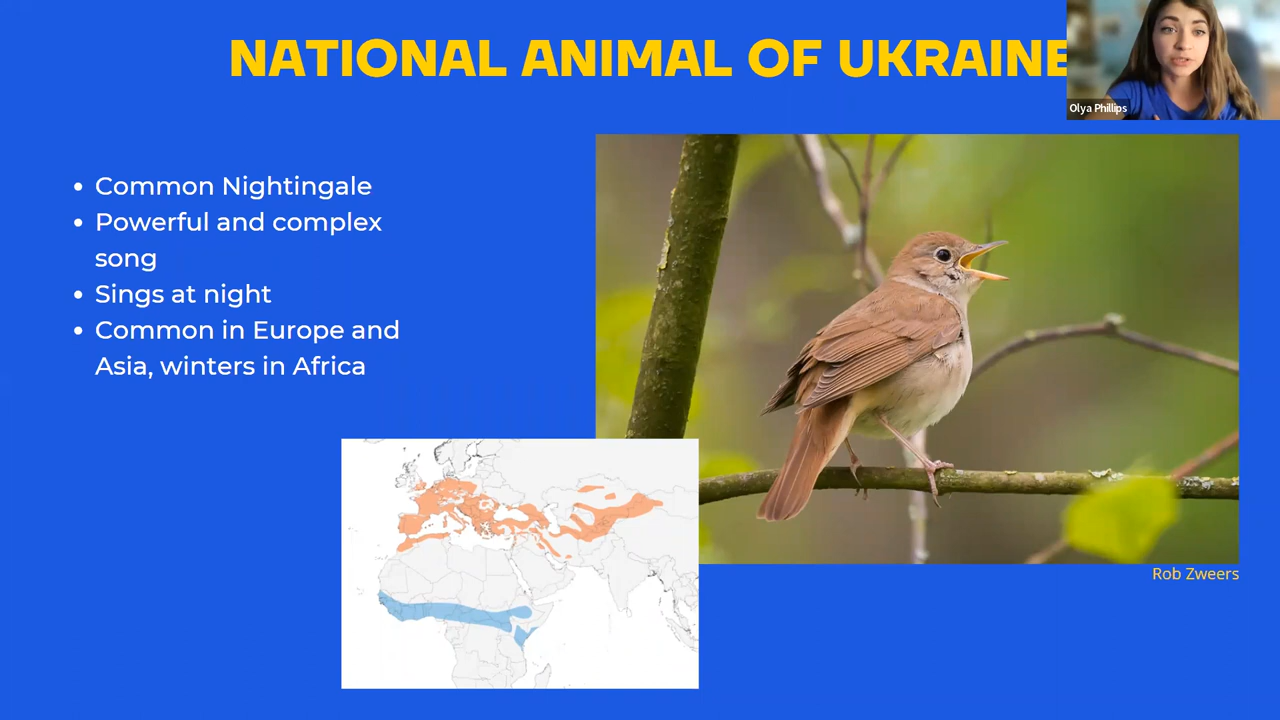 NATIONAL ANIMAL OF UKRAINE
Olya Phillips
• Common Nightingale
• Powerful and complex
song
• Sings at night
• Common in Europe and
Asia, winters in Africa
Rob Zweers